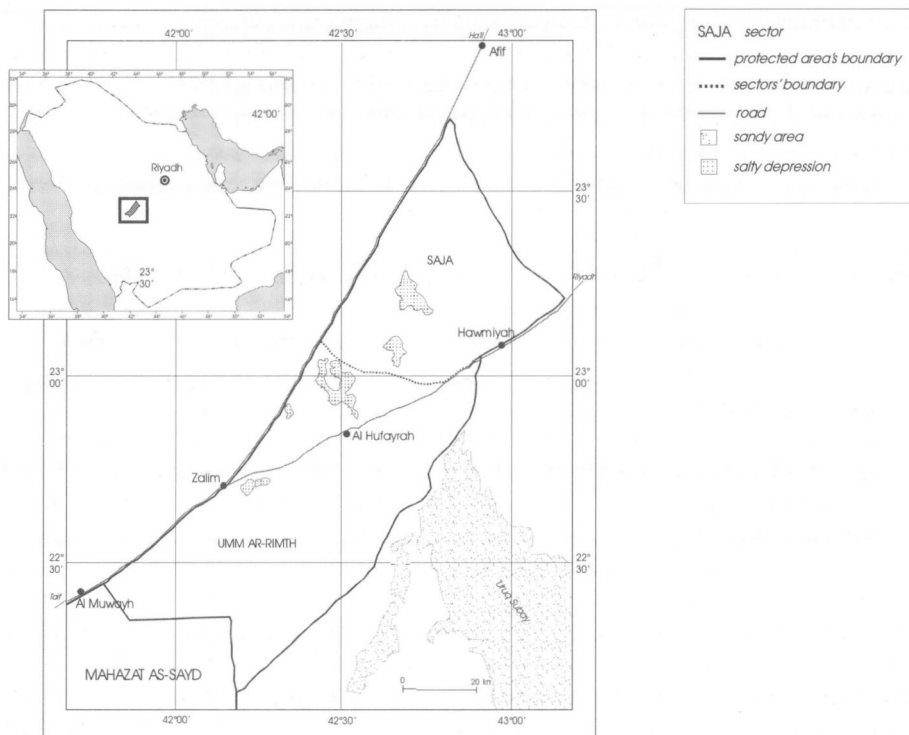 42°00' 42°30' 43°00'
Ha'il
Afif
42°00'
Riyadh
23°
30'
23°
30'
SAJA
Riyadh
Hawmiyah
23°
00'
23°
00'
Al Hufayrah
Zalim
UMM AR-RIMTH
22°
30'
22°
30'
Uruq Subay
Taif
Al Muwayh
MAHAZAT AS-SAYD
0 20 km
42°00' 42°30' 43°00'
SAJA sector
protected area's boundary
sectors' boundary
road
sandy area
salty depression